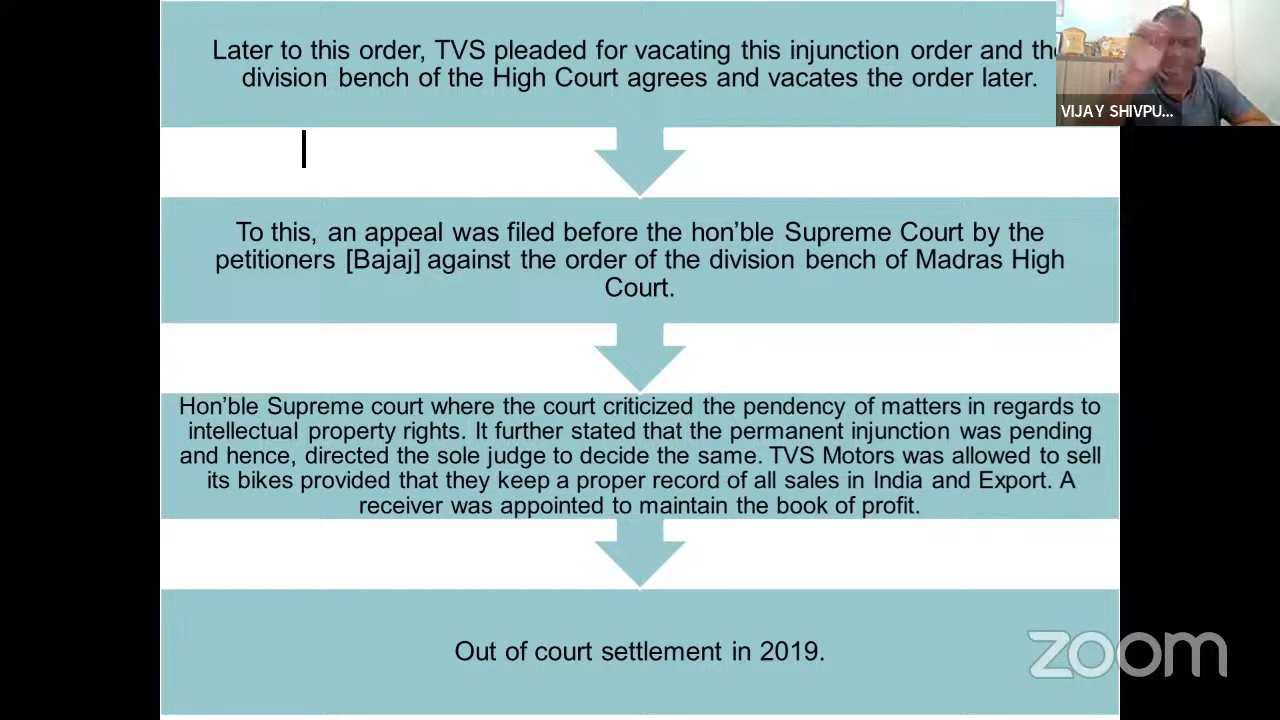 Later to this order, TVS pleaded for vacating this injunction order and the
division bench of the High Court agrees and vacates the order later.
VIJAY SHIVPU...
To this, an appeal was filed before the hon’ble Supreme Court by the
petitioners [Bajaj] against the order of the division bench of Madras High
Court.
Hon’ble Supreme court where the court criticized the pendency of matters in regards to
intellectual property rights. It further stated that the permanent injunction was pending
and hence, directed the sole judge to decide the same. TVS Motors was allowed to sell
its bikes provided that they keep a proper record of all sales in India and Export. A
receiver was appointed to maintain the book of profit.
Out of court settlement in 2019.
zoom